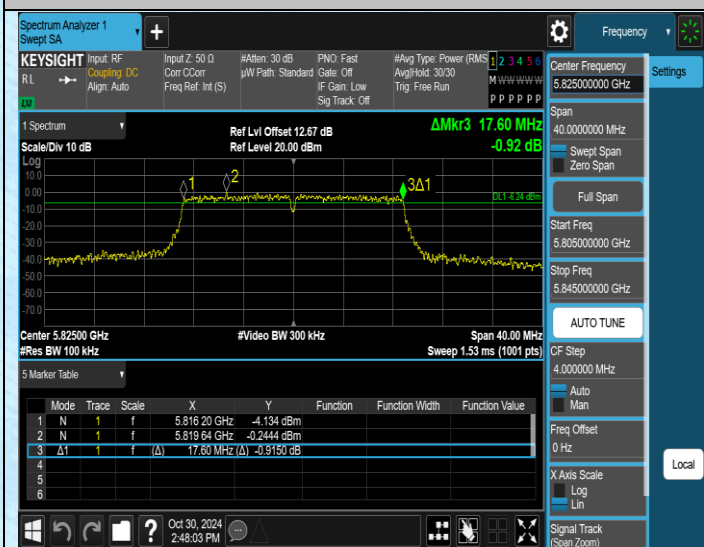 Spectrum Analyzer 1
Swept SA
Frequency
KEYSIGHT
RL
LXI
Input: RF
Coupling: DC
Align: Auto
Input Z: 50 Ω
Corr CCorr
Freq Ref: Int (S)
#Atten: 30 dB
µW Path: Standard
PNO: Fast
Gate: Off
IF Gain: Low
Sig Track: Off
#Avg Type: Power (RMS
Avg|Hold: 30/30
Trig: Free Run
1 2 3 4 5 6
M W W W W W
P P P P P P
1 Spectrum
Scale/Div 10 dB
Ref Lvl Offset 12.67 dB
Ref Level 20.00 dBm
ΔMkr3 17.60 MHz
-0.92 dB
Log
10.0
0.00
-10.0
-20.0
-30.0
-40.0
-50.0
-60.0
-70.0
1
2
3Δ1
DL1 -6.24 dBm
Center 5.82500 GHz
#Video BW 300 kHz
Span 40.00 MHz
#Res BW 100 kHz
Sweep 1.53 ms (1001 pts)
5 Marker Table
Mode Trace Scale X Y Function Function Width Function Value
1 N 1 f 5.816 20 GHz -4.134 dBm
2 N 1 f 5.819 64 GHz -0.2444 dBm
3 Δ1 1 f (Δ) 17.60 MHz (Δ) -0.9150 dB
4
5
6
Oct 30, 2024
2:48:03 PM
Center Frequency
5.825000000 GHz
Settings
Span
40.0000000 MHz
Swept Span
Zero Span
Full Span
Start Freq
5.805000000 GHz
Stop Freq
5.845000000 GHz
AUTO TUNE
CF Step
4.000000 MHz
Auto
Man
Freq Offset
0 Hz
X Axis Scale
Log
Lin
Local
Signal Track
(Span Zoom)